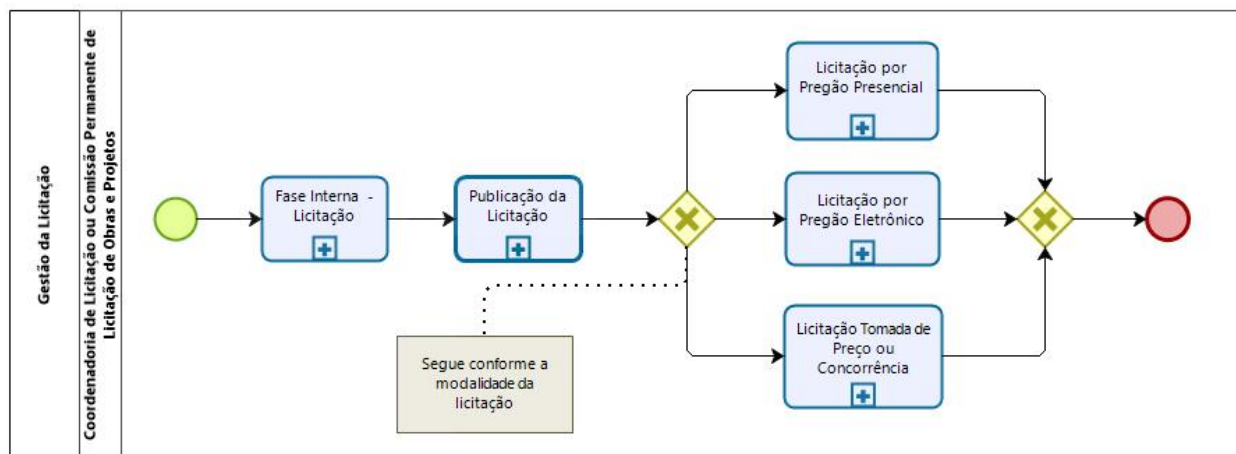 Gestão da Licitação
Coordenadoria de Licitação ou Comissão Permanente de
Licitação de Obras e Projetos
Fase Interna -
Licitação
Publicação da
Licitação
Segue conforme a
modalidade da
licitação
Licitação por
Pregão Presencial
Licitação por
Pregão Eletrônico
Licitação Tomada de
Preço ou
Concorrência